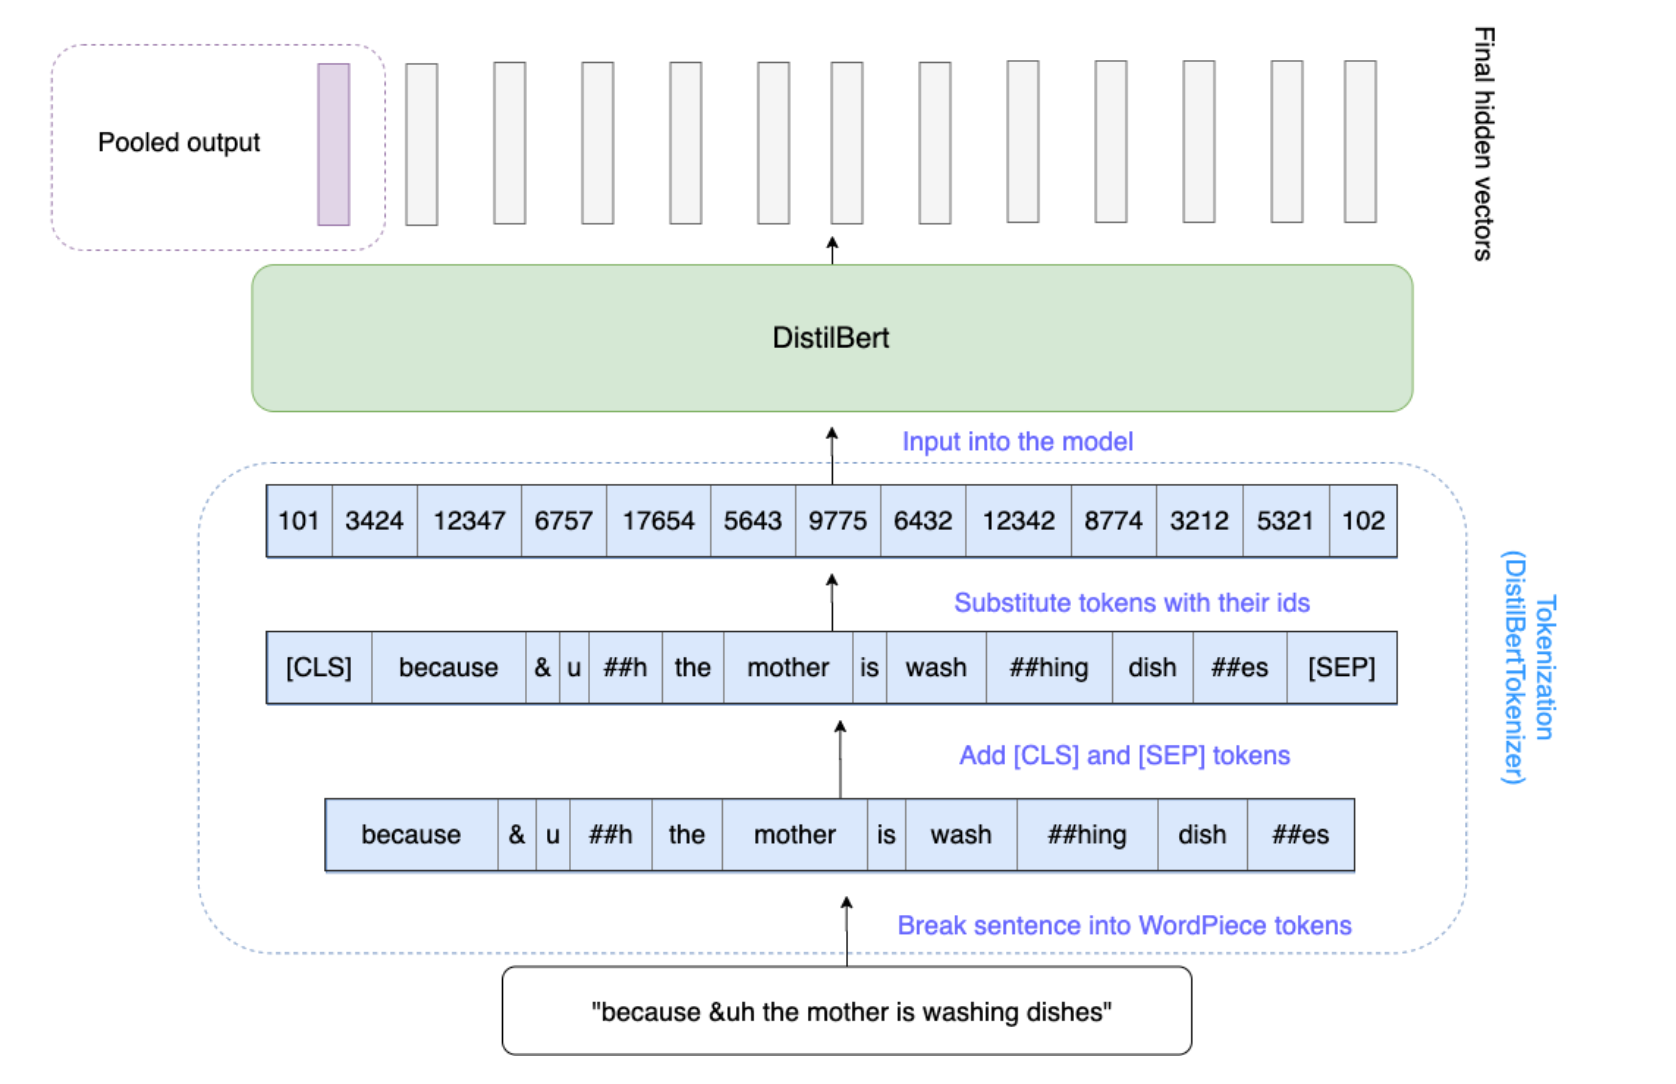 Final hidden vectors
Pooled output
DistilBert
Input into the model
101 3424 12347 6757 17654 5643 9775 6432 12342 8774 3212 5321 102
Substitute tokens with their ids
[CLS] because & u ##h the mother is wash ##hing dish ##es [SEP]
Add [CLS] and [SEP] tokens
because & u ##h the mother is wash ##hing dish ##es
Break sentence into WordPiece tokens
"because &uh the mother is washing dishes"
Tokenization
(DistilBertTokenizer)